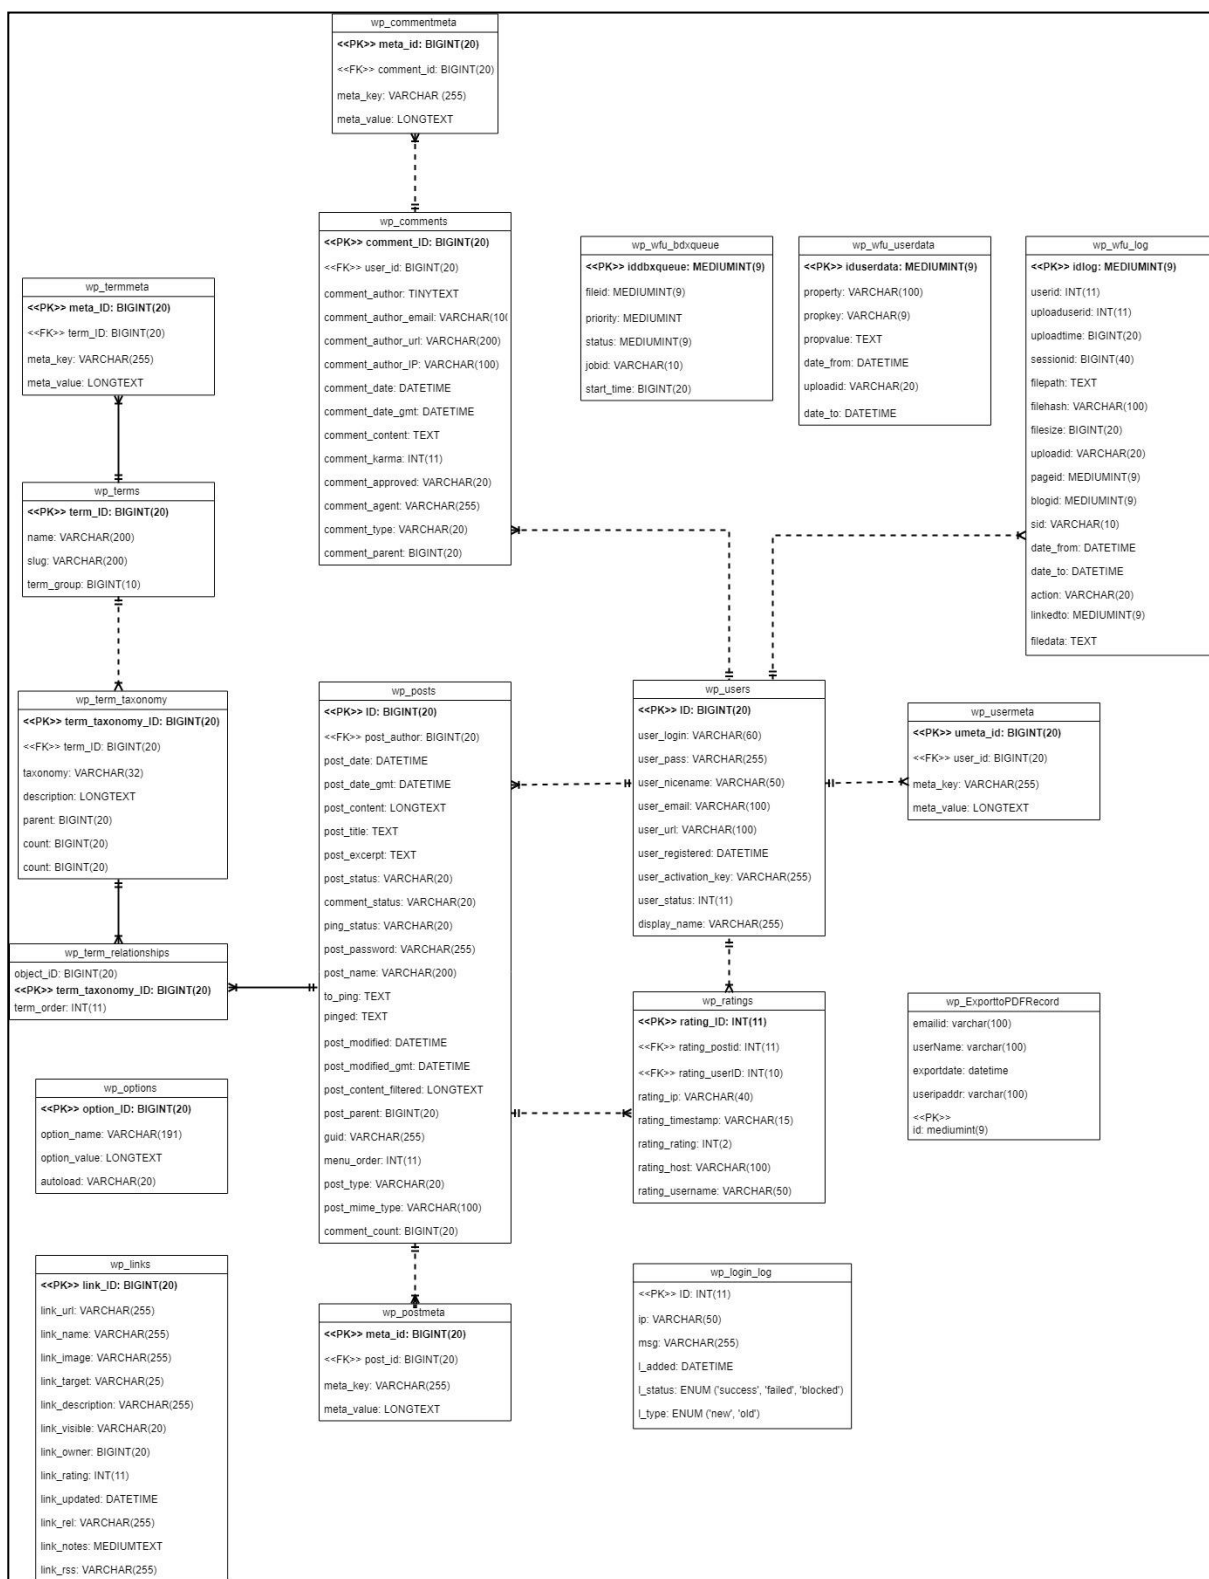 wp_commentmeta
<<PK>> meta_id: BIGINT(20)
<<FK>> comment_id: BIGINT(20)
meta_key: VARCHAR (255)
meta_value: LONGTEXT
wp_comments
<<PK>> comment_ID: BIGINT(20)
<<FK>> user_id: BIGINT(20)
comment_author: TINYTEXT
comment_author_email: VARCHAR(100
comment_author_url: VARCHAR(200)
comment_author_IP: VARCHAR(100)
comment_date: DATETIME
comment_date_gmt: DATETIME
comment_content: TEXT
comment_karma: INT(11)
comment_approved: VARCHAR(20)
comment_agent: VARCHAR(255)
comment_type: VARCHAR(20)
comment_parent: BIGINT(20)
wp_wfu_bdxqueue
<<PK>> iddbxqueue: MEDIUMINT(9)
fileid: MEDIUMINT(9)
priority: MEDIUMINT
status: MEDIUMINT(9)
jobid: VARCHAR(10)
start_time: BIGINT(20)
wp_wfu_userdata
<<PK>> iduserdata: MEDIUMINT(9)
property: VARCHAR(100)
propkey: VARCHAR(9)
propvalue: TEXT
date_from: DATETIME
uploadid: VARCHAR(20)
date_to: DATETIME
wp_wfu_log
<<PK>> idlog: MEDIUMINT(9)
userid: INT(11)
uploaduserid: INT(11)
uploadtime: BIGINT(20)
sessionid: BIGINT(40)
filepath: TEXT
filehash: VARCHAR(100)
filesize: BIGINT(20)
uploadid: VARCHAR(20)
pageid: MEDIUMINT(9)
blogid: MEDIUMINT(9)
sid: VARCHAR(10)
date_from: DATETIME
date_to: DATETIME
action: VARCHAR(20)
linkedto: MEDIUMINT(9)
filedata: TEXT
wp_termmeta
<<PK>> meta_ID: BIGINT(20)
<<FK>> term_ID: BIGINT(20)
meta_key: VARCHAR(255)
meta_value: LONGTEXT
wp_terms
<<PK>> term_ID: BIGINT(20)
name: VARCHAR(200)
slug: VARCHAR(200)
term_group: BIGINT(10)
wp_term_taxonomy
<<PK>> term_taxonomy_ID: BIGINT(20)
<<FK>> term_ID: BIGINT(20)
taxonomy: VARCHAR(32)
description: LONGTEXT
parent: BIGINT(20)
count: BIGINT(20)
count: BIGINT(20)
wp_term_relationships
object_iD: BIGINT(20)
<<PK>> term_taxonomy_ID: BIGINT(20)
term_order: INT(11)
wp_posts
<<PK>> ID: BIGINT(20)
<<FK>> post_author: BIGINT(20)
post_date: DATETIME
post_date_gmt: DATETIME
post_content: LONGTEXT
post_title: TEXT
post_excerpt: TEXT
post_status: VARCHAR(20)
comment_status: VARCHAR(20)
ping_status: VARCHAR(20)
post_password: VARCHAR(255)
post_name: VARCHAR(200)
to_ping: TEXT
pinged: TEXT
post_modified: DATETIME
post_modified_gmt: DATETIME
post_content_filtered: LONGTEXT
post_parent: BIGINT(20)
guid: VARCHAR(255)
menu_order: INT(11)
post_type: VARCHAR(20)
post_mime_type: VARCHAR(100)
comment_count: BIGINT(20)
wp_users
<<PK>> ID: BIGINT(20)
user_login: VARCHAR(60)
user_pass: VARCHAR(255)
user_nicename: VARCHAR(50)
user_email: VARCHAR(100)
user_url: VARCHAR(100)
user_registered: DATETIME
user_activation_key: VARCHAR(255)
user_status: INT(11)
display_name: VARCHAR(255)
wp_usermeta
<<PK>> umeta_id: BIGINT(20)
<<FK>> user_id: BIGINT(20)
meta_key: VARCHAR(255)
meta_value: LONGTEXT
wp_ratings
<<PK>> rating_ID: INT(11)
<<FK>> rating_postid: INT(11)
<<FK>> rating_userID: INT(10)
rating_ip: VARCHAR(40)
rating_timestamp: VARCHAR(15)
rating_rating: INT(2)
rating_host: VARCHAR(100)
rating_username: VARCHAR(50)
wp_ExporttoPDFRecord
emailid: varchar(100)
userName: varchar(100)
exportdate: datetime
useripaddr: varchar(100)
<<PK>>
id: mediumint(9)
wp_options
<<PK>> option_ID: BIGINT(20)
option_name: VARCHAR(191)
option_value: LONGTEXT
autoload: VARCHAR(20)
wp_links
<<PK>> link_ID: BIGINT(20)
link_url: VARCHAR(255)
link_name: VARCHAR(255)
link_image: VARCHAR(255)
link_target: VARCHAR(25)
link_description: VARCHAR(255)
link_visible: VARCHAR(20)
link_owner: BIGINT(20)
link_rating: INT(11)
link_updated: DATETIME
link_rel: VARCHAR(255)
link_notes: MEDIUMTEXT
link_rss: VARCHAR(255)
wp_postmeta
<<PK>> meta_id: BIGINT(20)
<<FK>> post_id: BIGINT(20)
meta_key: VARCHAR(255)
meta_value: LONGTEXT
wp_login_log
<<PK>> ID: INT(11)
ip: VARCHAR(50)
msg: VARCHAR(255)
l_added: DATETIME
l_status: ENUM ('success', 'failed', 'blocked')
l_type: ENUM ('new', 'old')